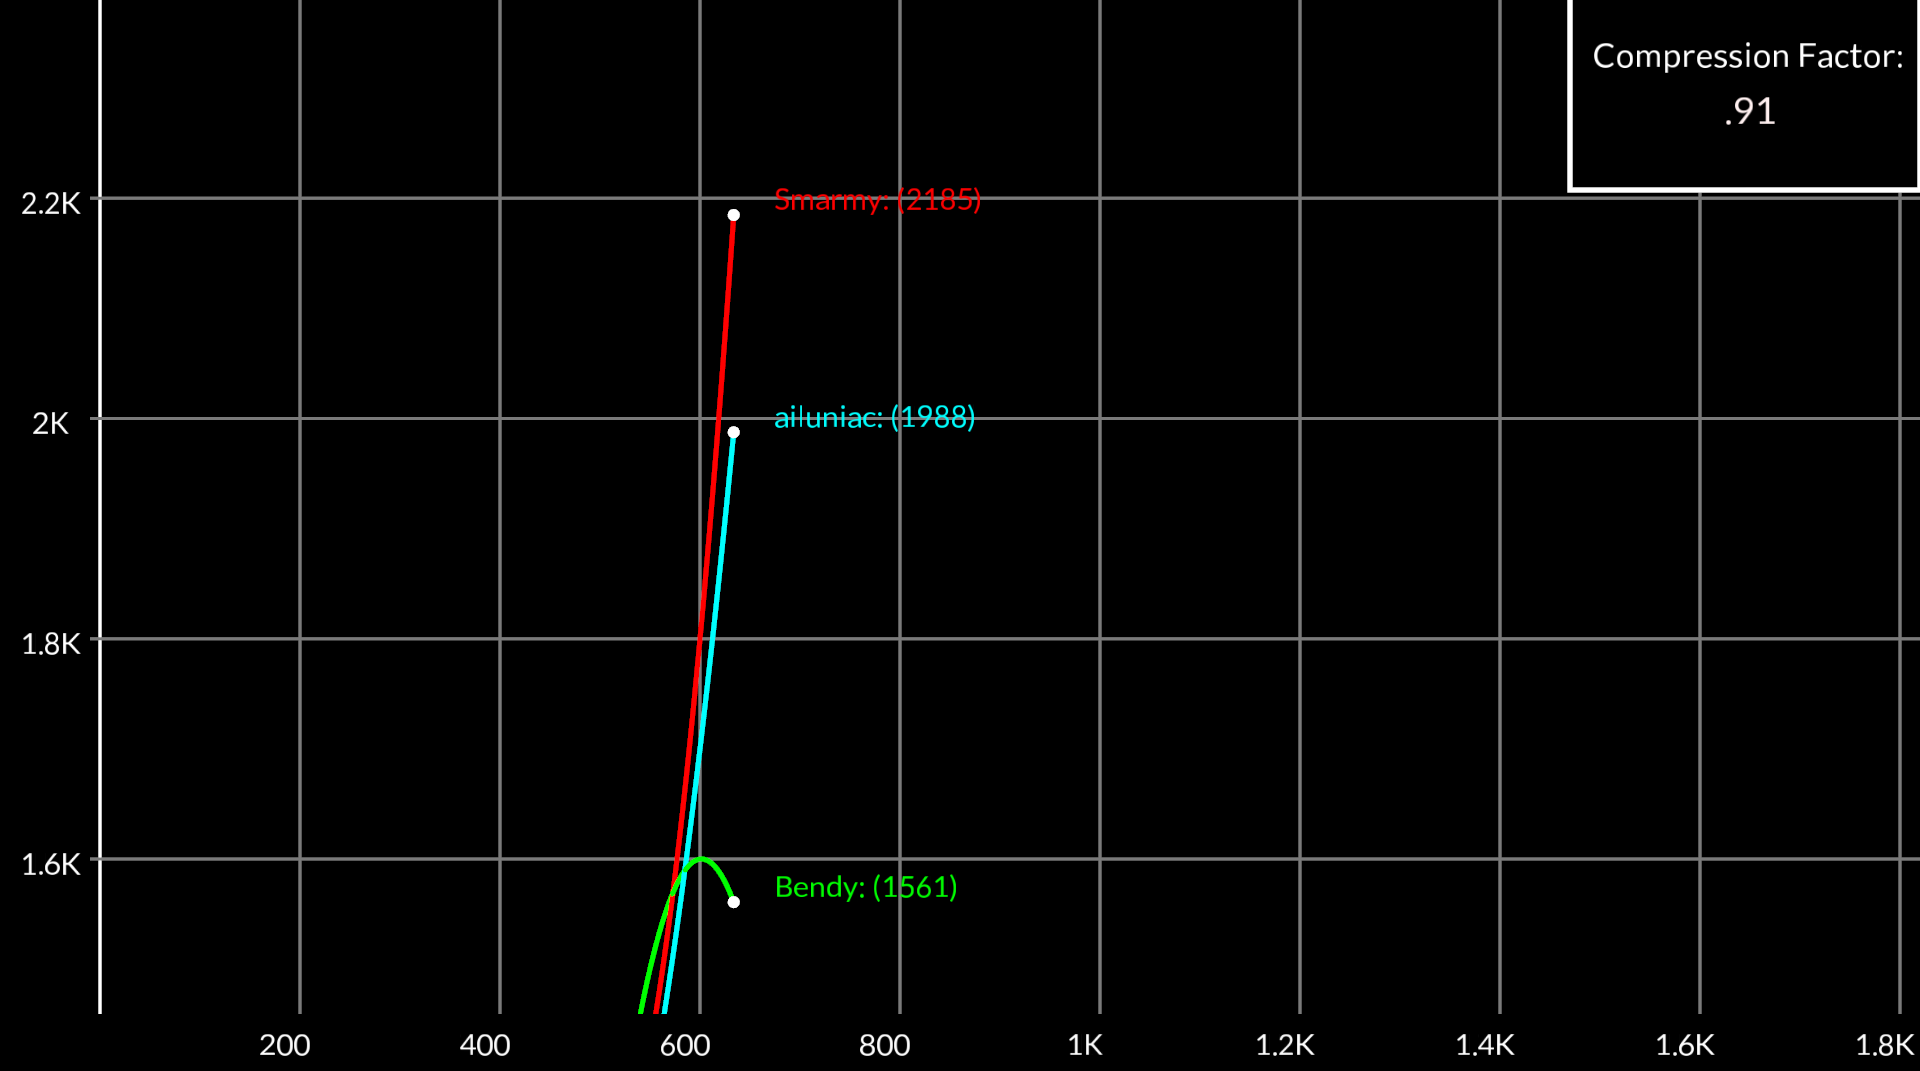 Compression Factor:
.91
2.2K
Smarmy: (2185)
2K
ailuniac: (1988)
1.8K
1.6K
Bendy: (1561)
200 400 600 800 1K 1.2K 1.4K 1.6K 1.8K